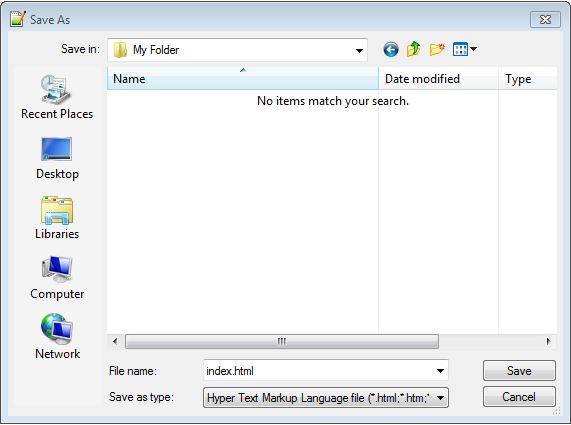 Save As
Save in: My Folder
Name Date modified Type
No items match your search.
Recent Places
Desktop
Libraries
Computer
Network
File name: index.html Save
Save as type: Hyper Text Markup Language file (*.html;*.htm;* Cancel